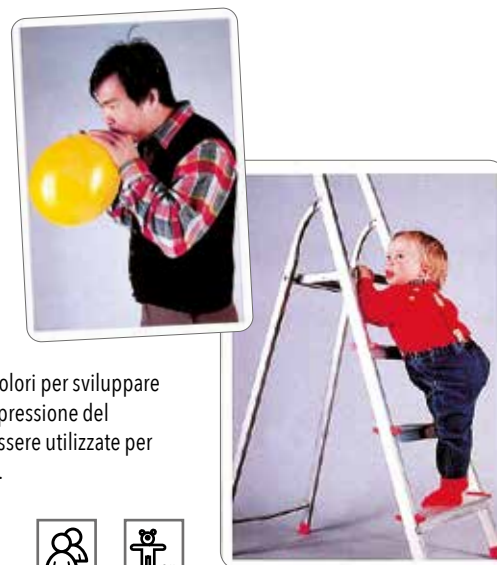 olori per sviluppare
pressione del
ssere utilizzate per
.